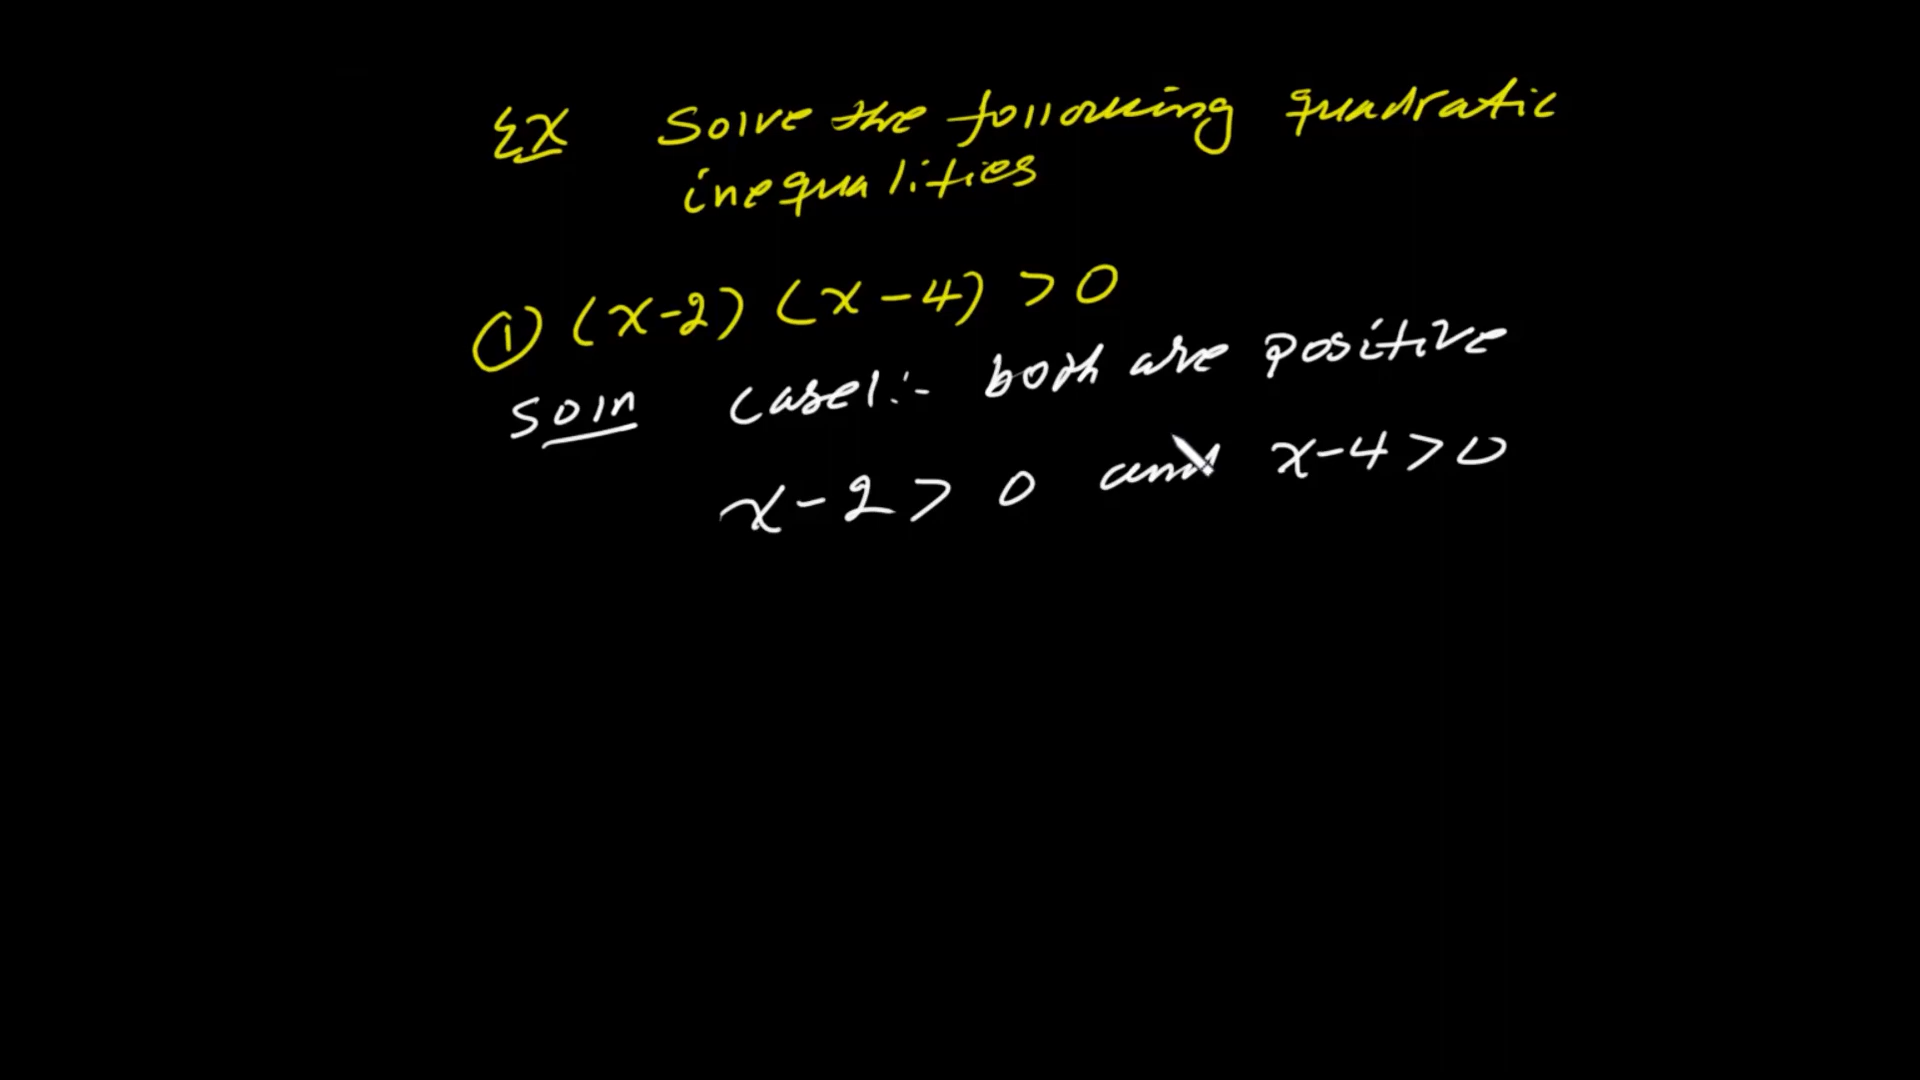 Ex Solve the following quadratic
inequalities
① (x-2) (x-4) > 0
Soln Case1:- both are positive
x-2 > 0 and x-4 > 0